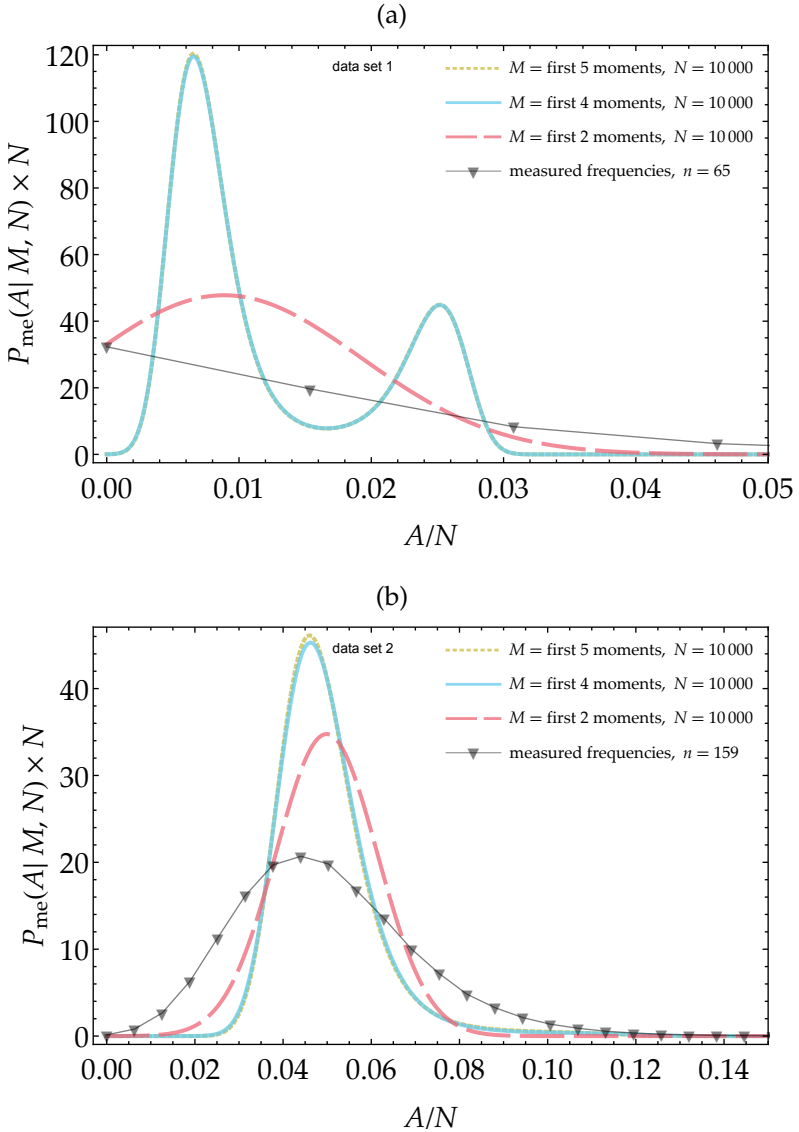 (a)
data set 1
M = first 5 moments, N = 10 000
M = first 4 moments, N = 10 000
M = first 2 moments, N = 10 000
measured frequencies, n = 65
P_me(A| M, N) × N
120
100
80
60
40
20
0
0.00 0.01 0.02 0.03 0.04 0.05
A/N
(b)
data set 2
M = first 5 moments, N = 10 000
M = first 4 moments, N = 10 000
M = first 2 moments, N = 10 000
measured frequencies, n = 159
P_me(A| M, N) × N
40
30
20
10
0
0.00 0.02 0.04 0.06 0.08 0.10 0.12 0.14
A/N